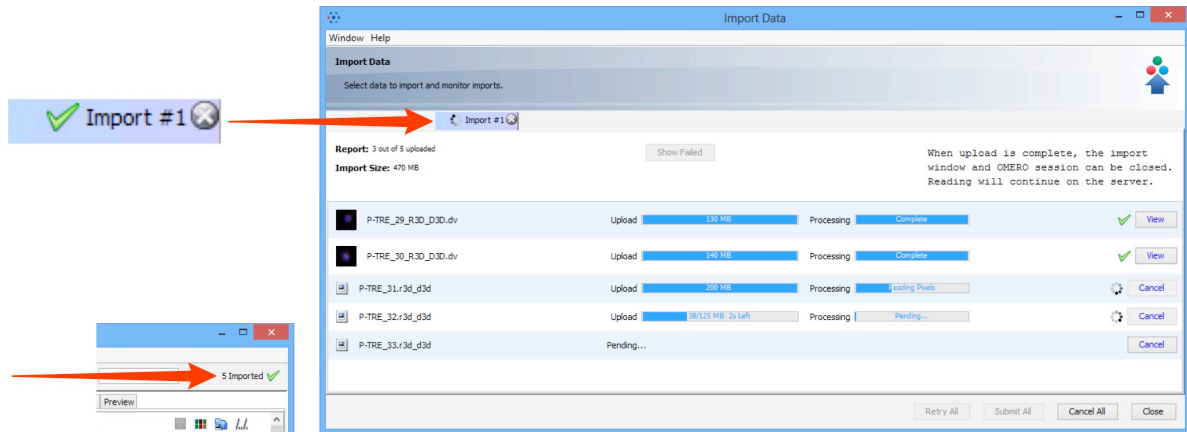 Import Data
Window Help
Import Data
Select data to import and monitor imports.
Import #1
Import #1
Report: 3 out of 5 uploaded
Import Size: 470 MB
Show Failed
When upload is complete, the import
window and OMERO session can be closed.
Reading will continue on the server.
P-TRE_29_R3D_D3D.dv Upload 130 MB Processing Complete View
P-TRE_30_R3D_D3D.dv Upload 140 MB Processing Complete View
P-TRE_31.r3d_d3d Upload 200 MB Processing Reading Pixels Cancel
P-TRE_32.r3d_d3d Upload 38/125 MB 2s Left Processing Pending... Cancel
P-TRE_33.r3d_d3d Pending... Cancel
5 Imported
Preview
Retry All Submit All Cancel All Close